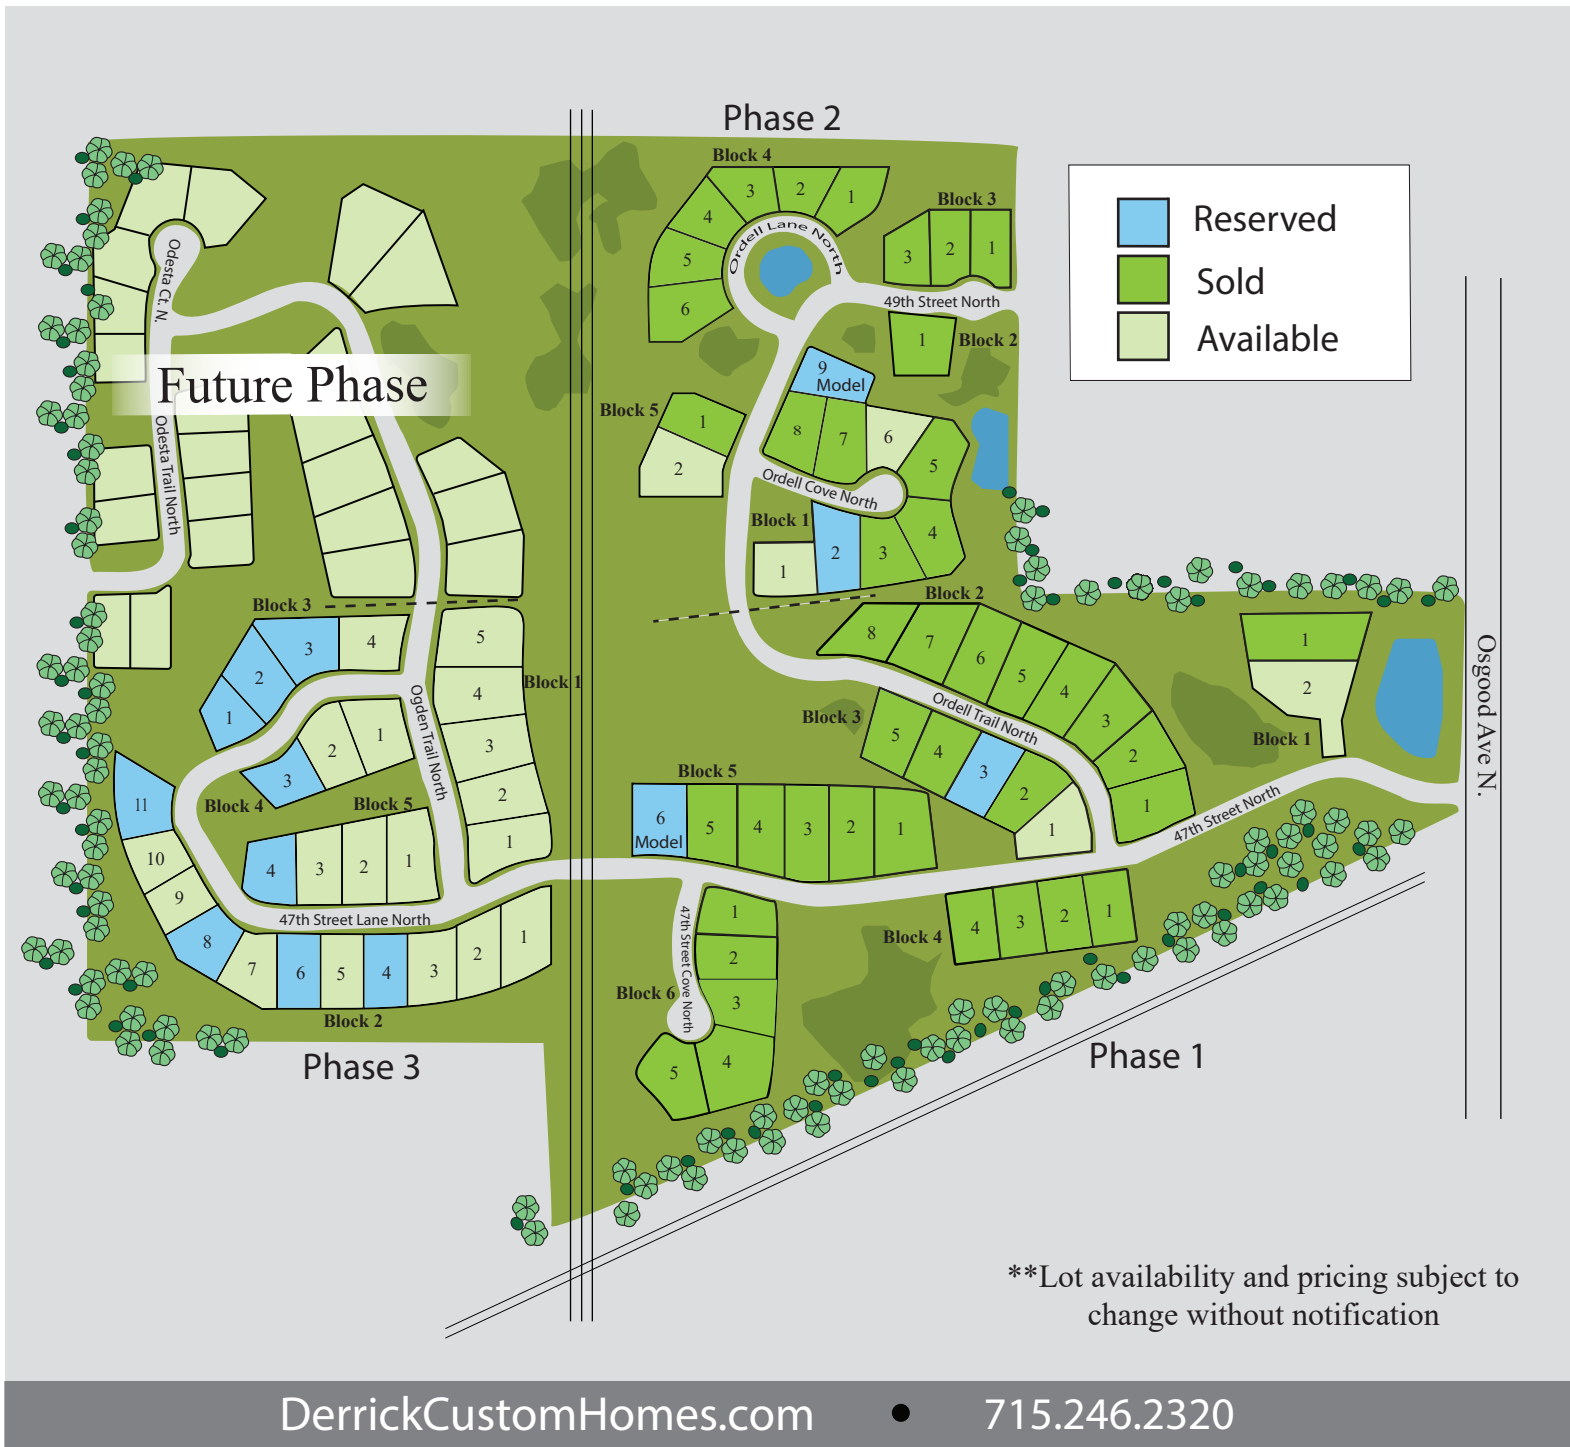 Phase 2
Block 4
3
2
1
4
5
6
Ordell Lane North
Block 3
3
2
1
49th Street North
1
Block 2
Reserved
Sold
Available
Odesta Ct. N.
Future Phase
Odesta Trail North
9
Model
8
7
6
5
4
3
2
1
Ordell Cove North
Block 1
Block 5
1
2
Block 3
1
2
3
4
Block 1
5
4
3
2
1
Ogden Trail North
Block 4
3
2
1
Block 5
4
3
2
1
47th Street Lane North
11
10
9
8
7
6
5
4
3
2
1
Block 2
Phase 3
Block 2
8
7
6
5
4
3
2
1
Ordell Trail North
Block 3
5
4
3
2
1
1
2
Block 1
Osgood Ave N.
47th Street North
Block 5
6
Model
5
4
3
2
1
Block 4
4
3
2
1
47th Street Cove North
Block 6
1
2
3
4
5
Phase 1
**Lot availability and pricing subject to
change without notification
DerrickCustomHomes.com • 715.246.2320